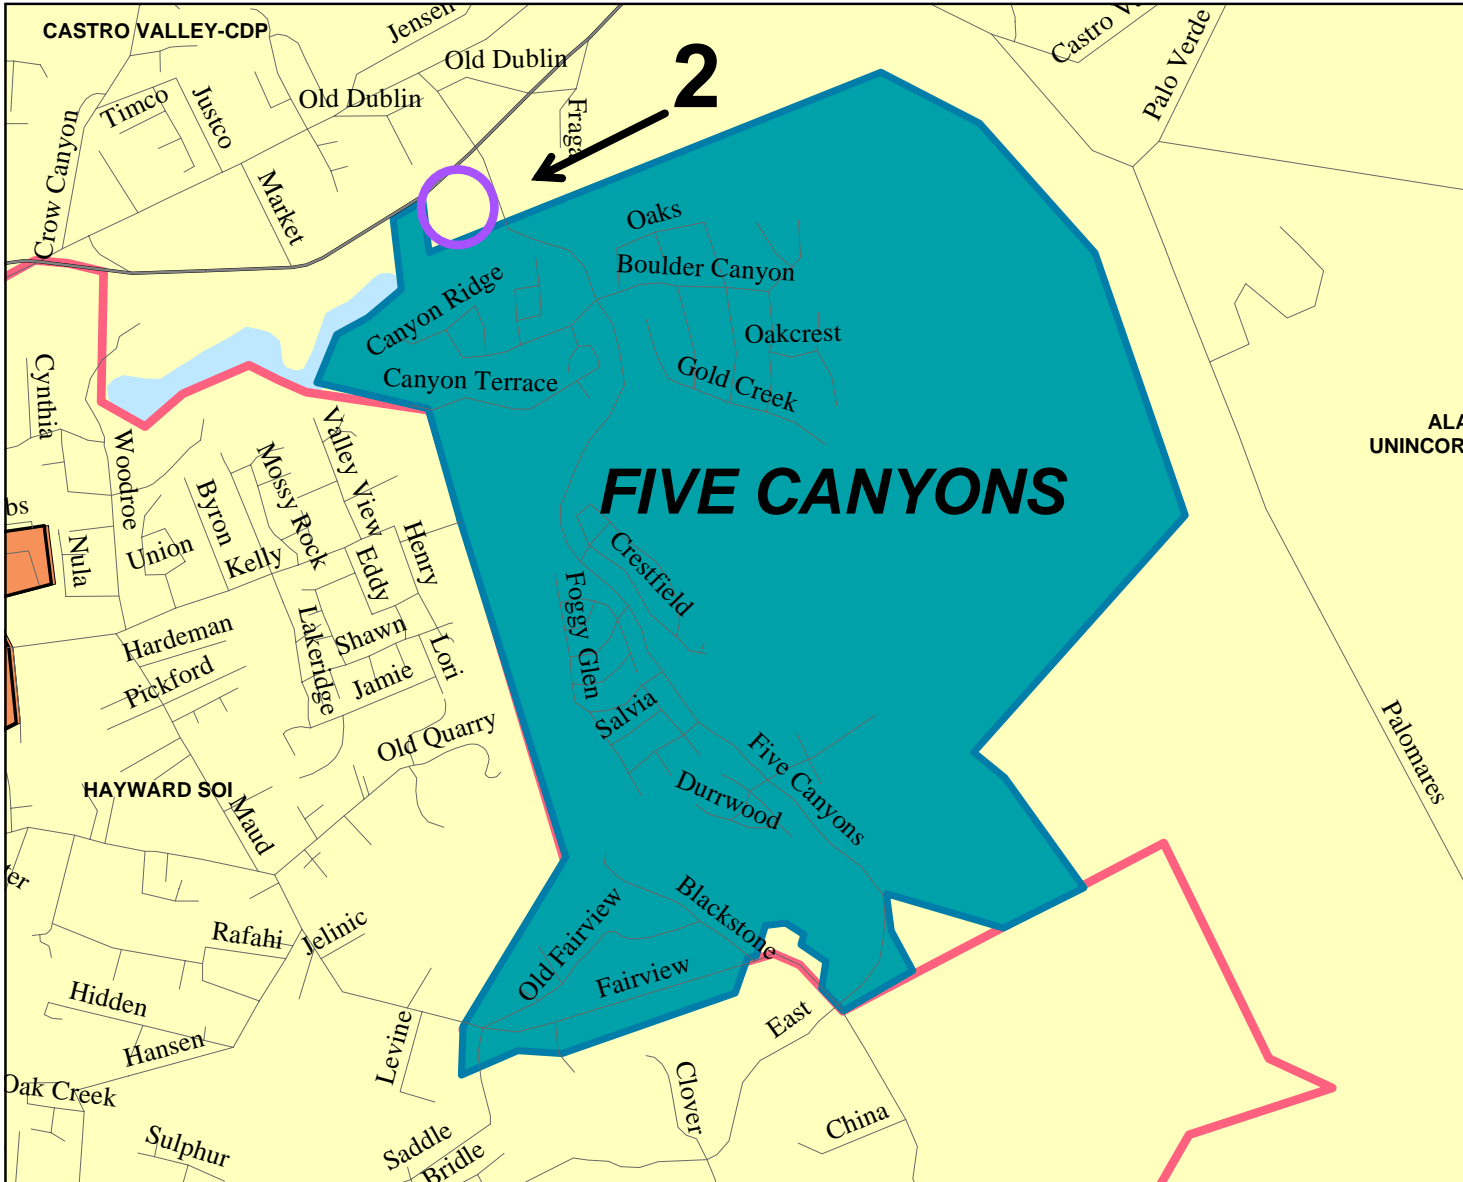 CASTRO VALLEY-CDP
Jensen
Old Dublin
Castro V
Palo Verde
2
Timco
Justco
Old Dublin
Fraga
Crow Canyon
Market
Oaks
Boulder Canyon
Canyon Ridge
Oakcrest
Canyon Terrace
Gold Creek
Cynthia
ALA
UNINCOR
Woodroe
Mossy Rock
Valley View
Byron
FIVE CANYONS
bs
Nula
Union
Kelly
Eddy
Henry
Crestfield
Foggy Glen
Hardeman
Pickford
Lakeridge
Shawn
Jamie
Lori
Salvia
Old Quarry
Five Canyons
Durrwood
Palomares
HAYWARD SOI
Maud
ter
Blackstone
Old Fairview
Fairview
Rafahi
Jelinic
Hidden
Hansen
Levine
East
Oak Creek
Clover
China
Sulphur
Saddle
Bridle